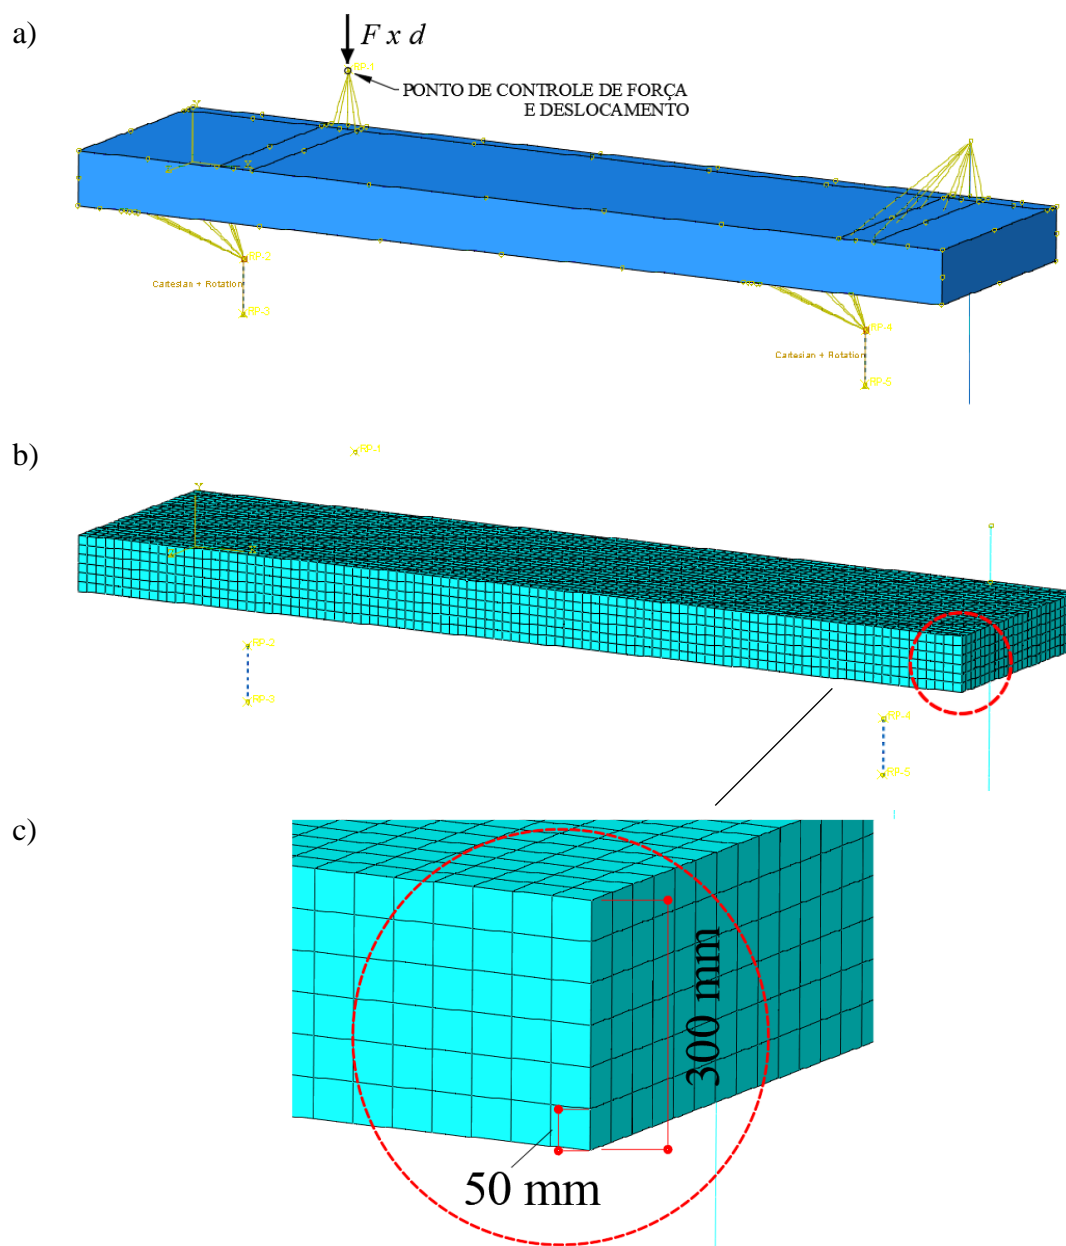 a)
F x d
RP-1
PONTO DE CONTROLE DE FORÇA
E DESLOCAMENTO
Y
RP-2
Cartesian + Rotation
RP-3
RP-4
Cartesian + Rotation
RP-5
b)
RP-1
Y
RP-2
RP-3
RP-4
RP-5
c)
300 mm
50 mm